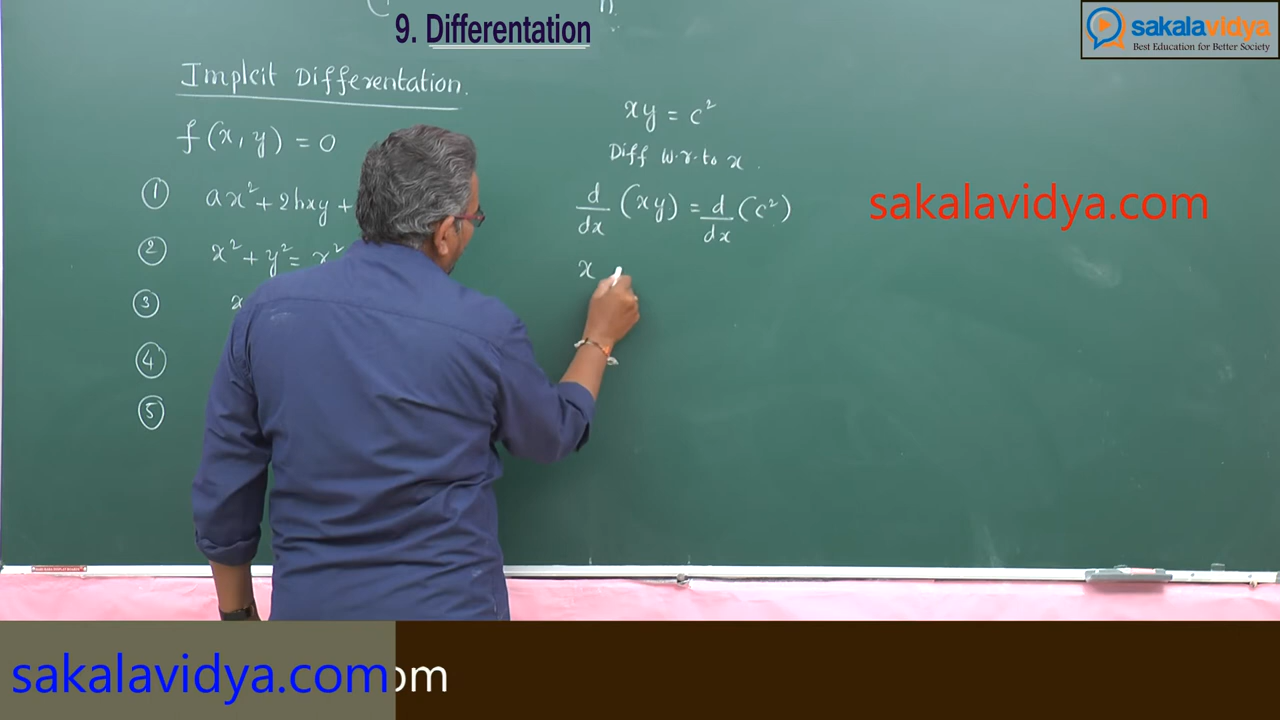 9. Differentation
sakalavidya
Best Education for Better Society
Implcit Differentation.
f(x, y) = 0
① ax² + 2hxy +
② x² + y² = x²
③ x
④
⑤
xy = c²
Diff w.r.to x.
d/dx (xy) = d/dx (c²)
x
sakalavidya.com
sakalavidya.com
om